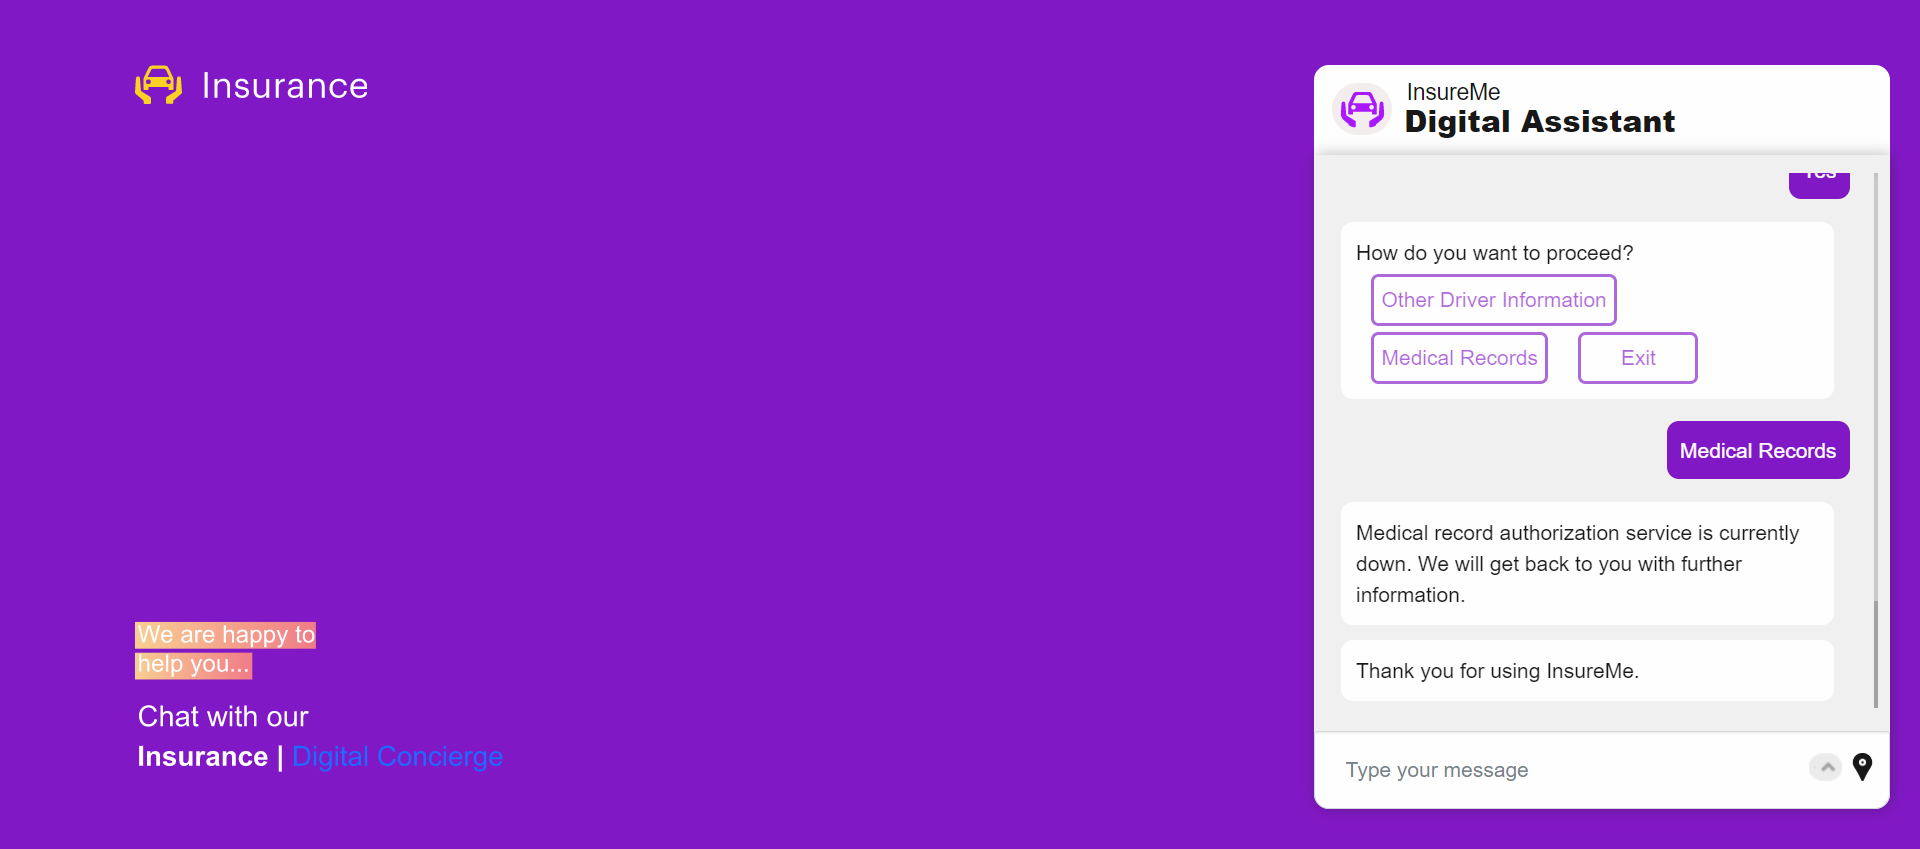 Insurance
We are happy to
help you...
Chat with our
Insurance | Digital Concierge
InsureMe
Digital Assistant
Yes
How do you want to proceed?
Other Driver Information
Medical Records Exit
Medical Records
Medical record authorization service is currently
down. We will get back to you with further
information.
Thank you for using InsureMe.
Type your message